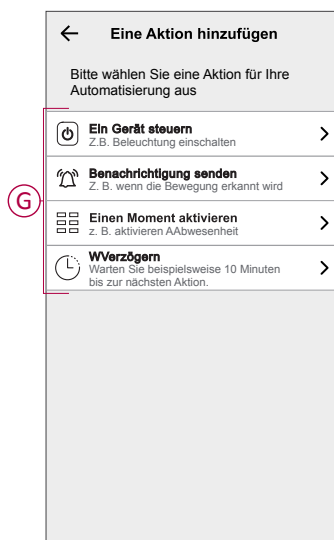 Eine Aktion hinzufügen
Bitte wählen Sie eine Aktion für Ihre
Automatisierung aus
G
Ein Gerät steuern
Z.B. Beleuchtung einschalten
Benachrichtigung senden
Z. B. wenn die Bewegung erkannt wird
Einen Moment aktivieren
z. B. aktivieren AAbwesenheit
WVerzögern
Warten Sie beispielsweise 10 Minuten
bis zur nächsten Aktion.